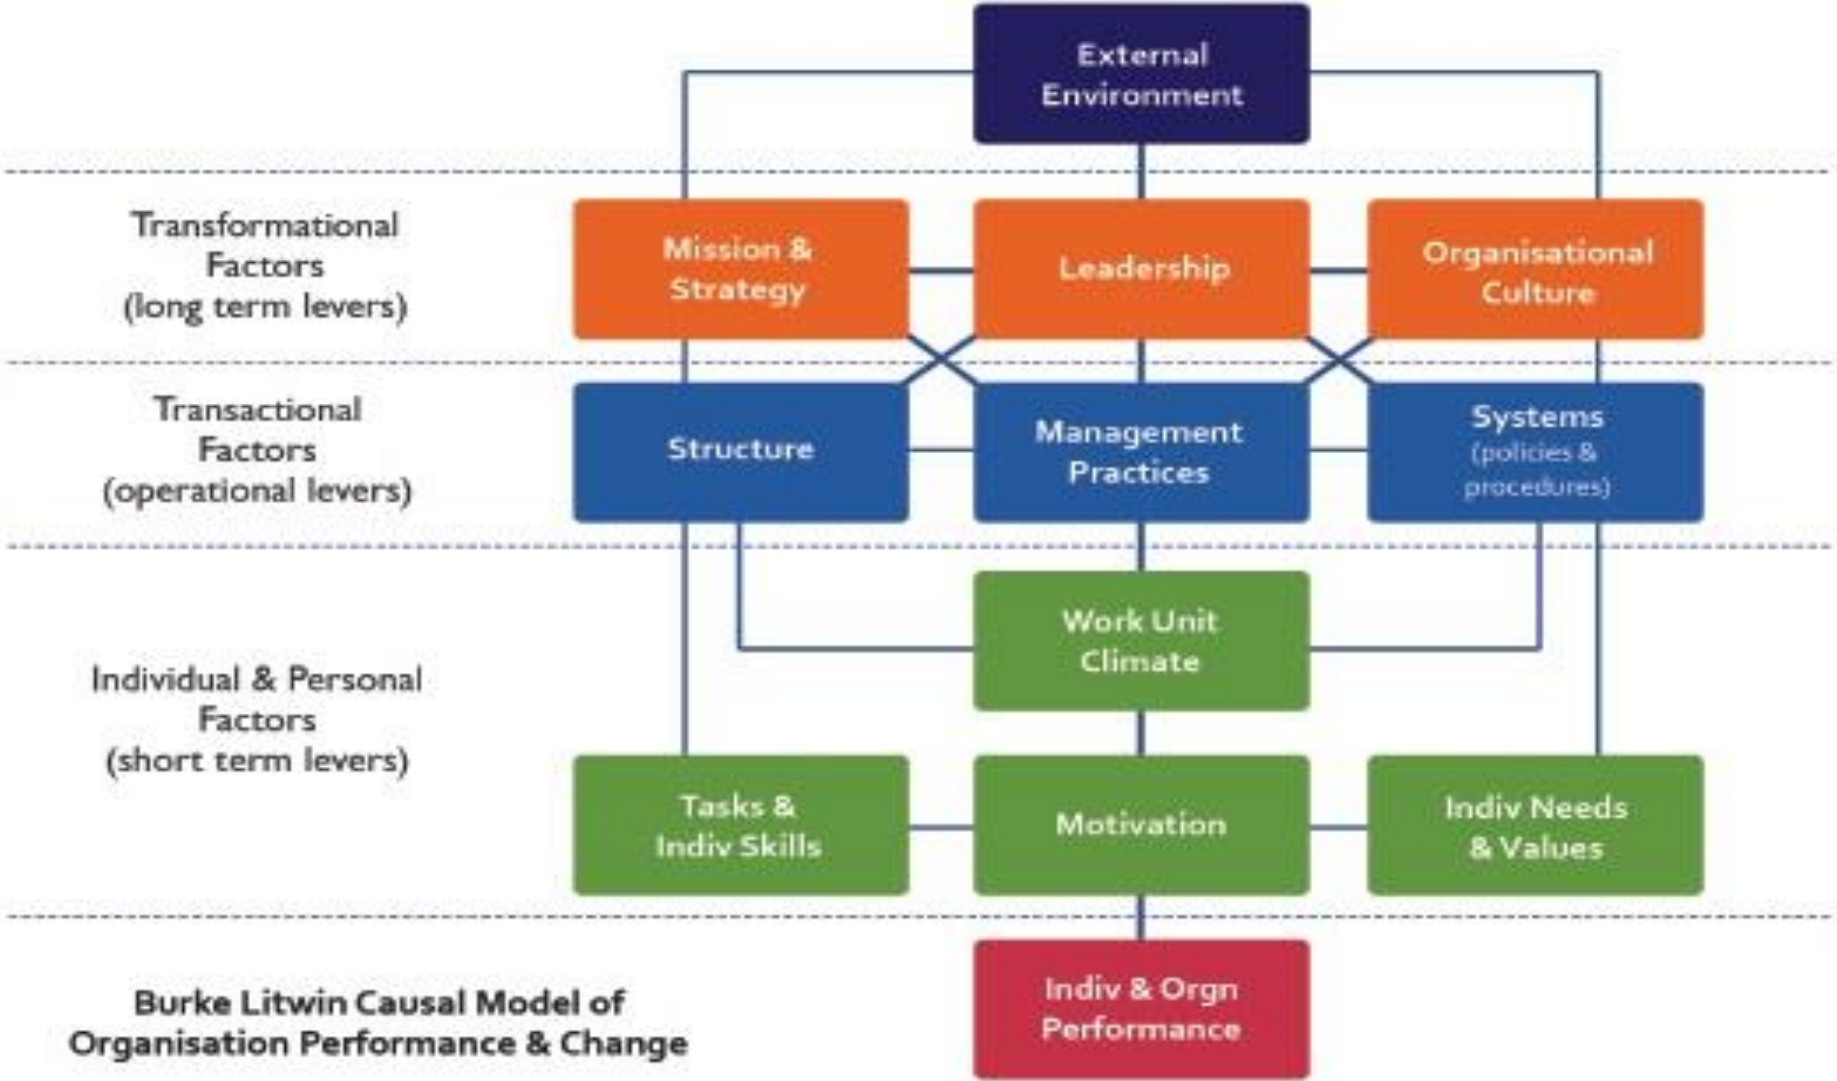 External
Environment
Transformational
Factors
(long term levers)
Mission &
Strategy
Leadership
Organisational
Culture
Transactional
Factors
(operational levers)
Structure
Management
Practices
Systems
(policies &
procedures)
Individual & Personal
Factors
(short term levers)
Work Unit
Climate
Tasks &
Indiv Skills
Motivation
Indiv Needs
& Values
Burke Litwin Causal Model of
Organisation Performance & Change
Indiv & Orgn
Performance